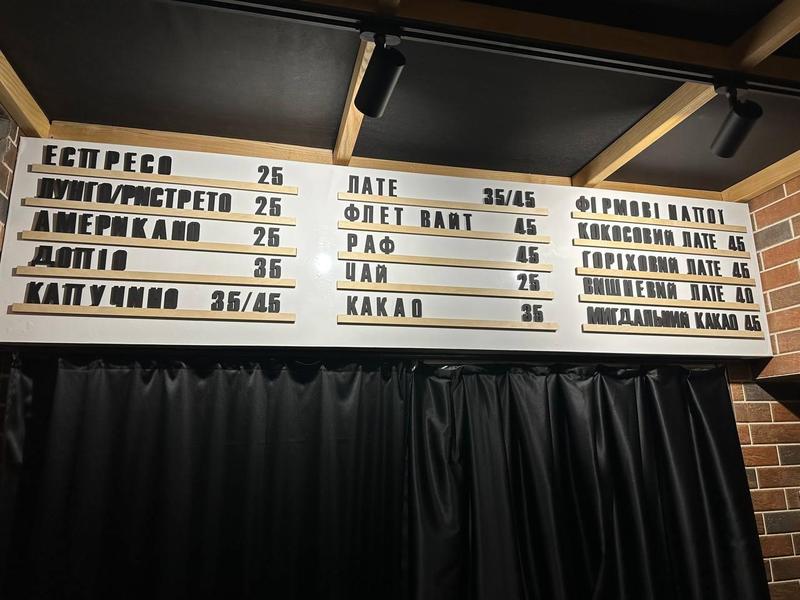 ЕСПРЕСО 25
ЛУНГО/РИСТРЕТО 25
АМЕРИКАНО 25
ДОПІО 35
КАПУЧИНО 35/45
ЛАТЕ 35/45
ФЛЕТ ВАЙТ 45
РАФ 45
ЧАЙ 25
КАКАО 35
ФІРМОВІ НАПОЇ
КОКОСОВИЙ ЛАТЕ 45
ГОРІХОВИЙ ЛАТЕ 45
ВИШНЕВИЙ ЛАТЕ 40
МИГДАЛЬНИЙ КАКАО 45